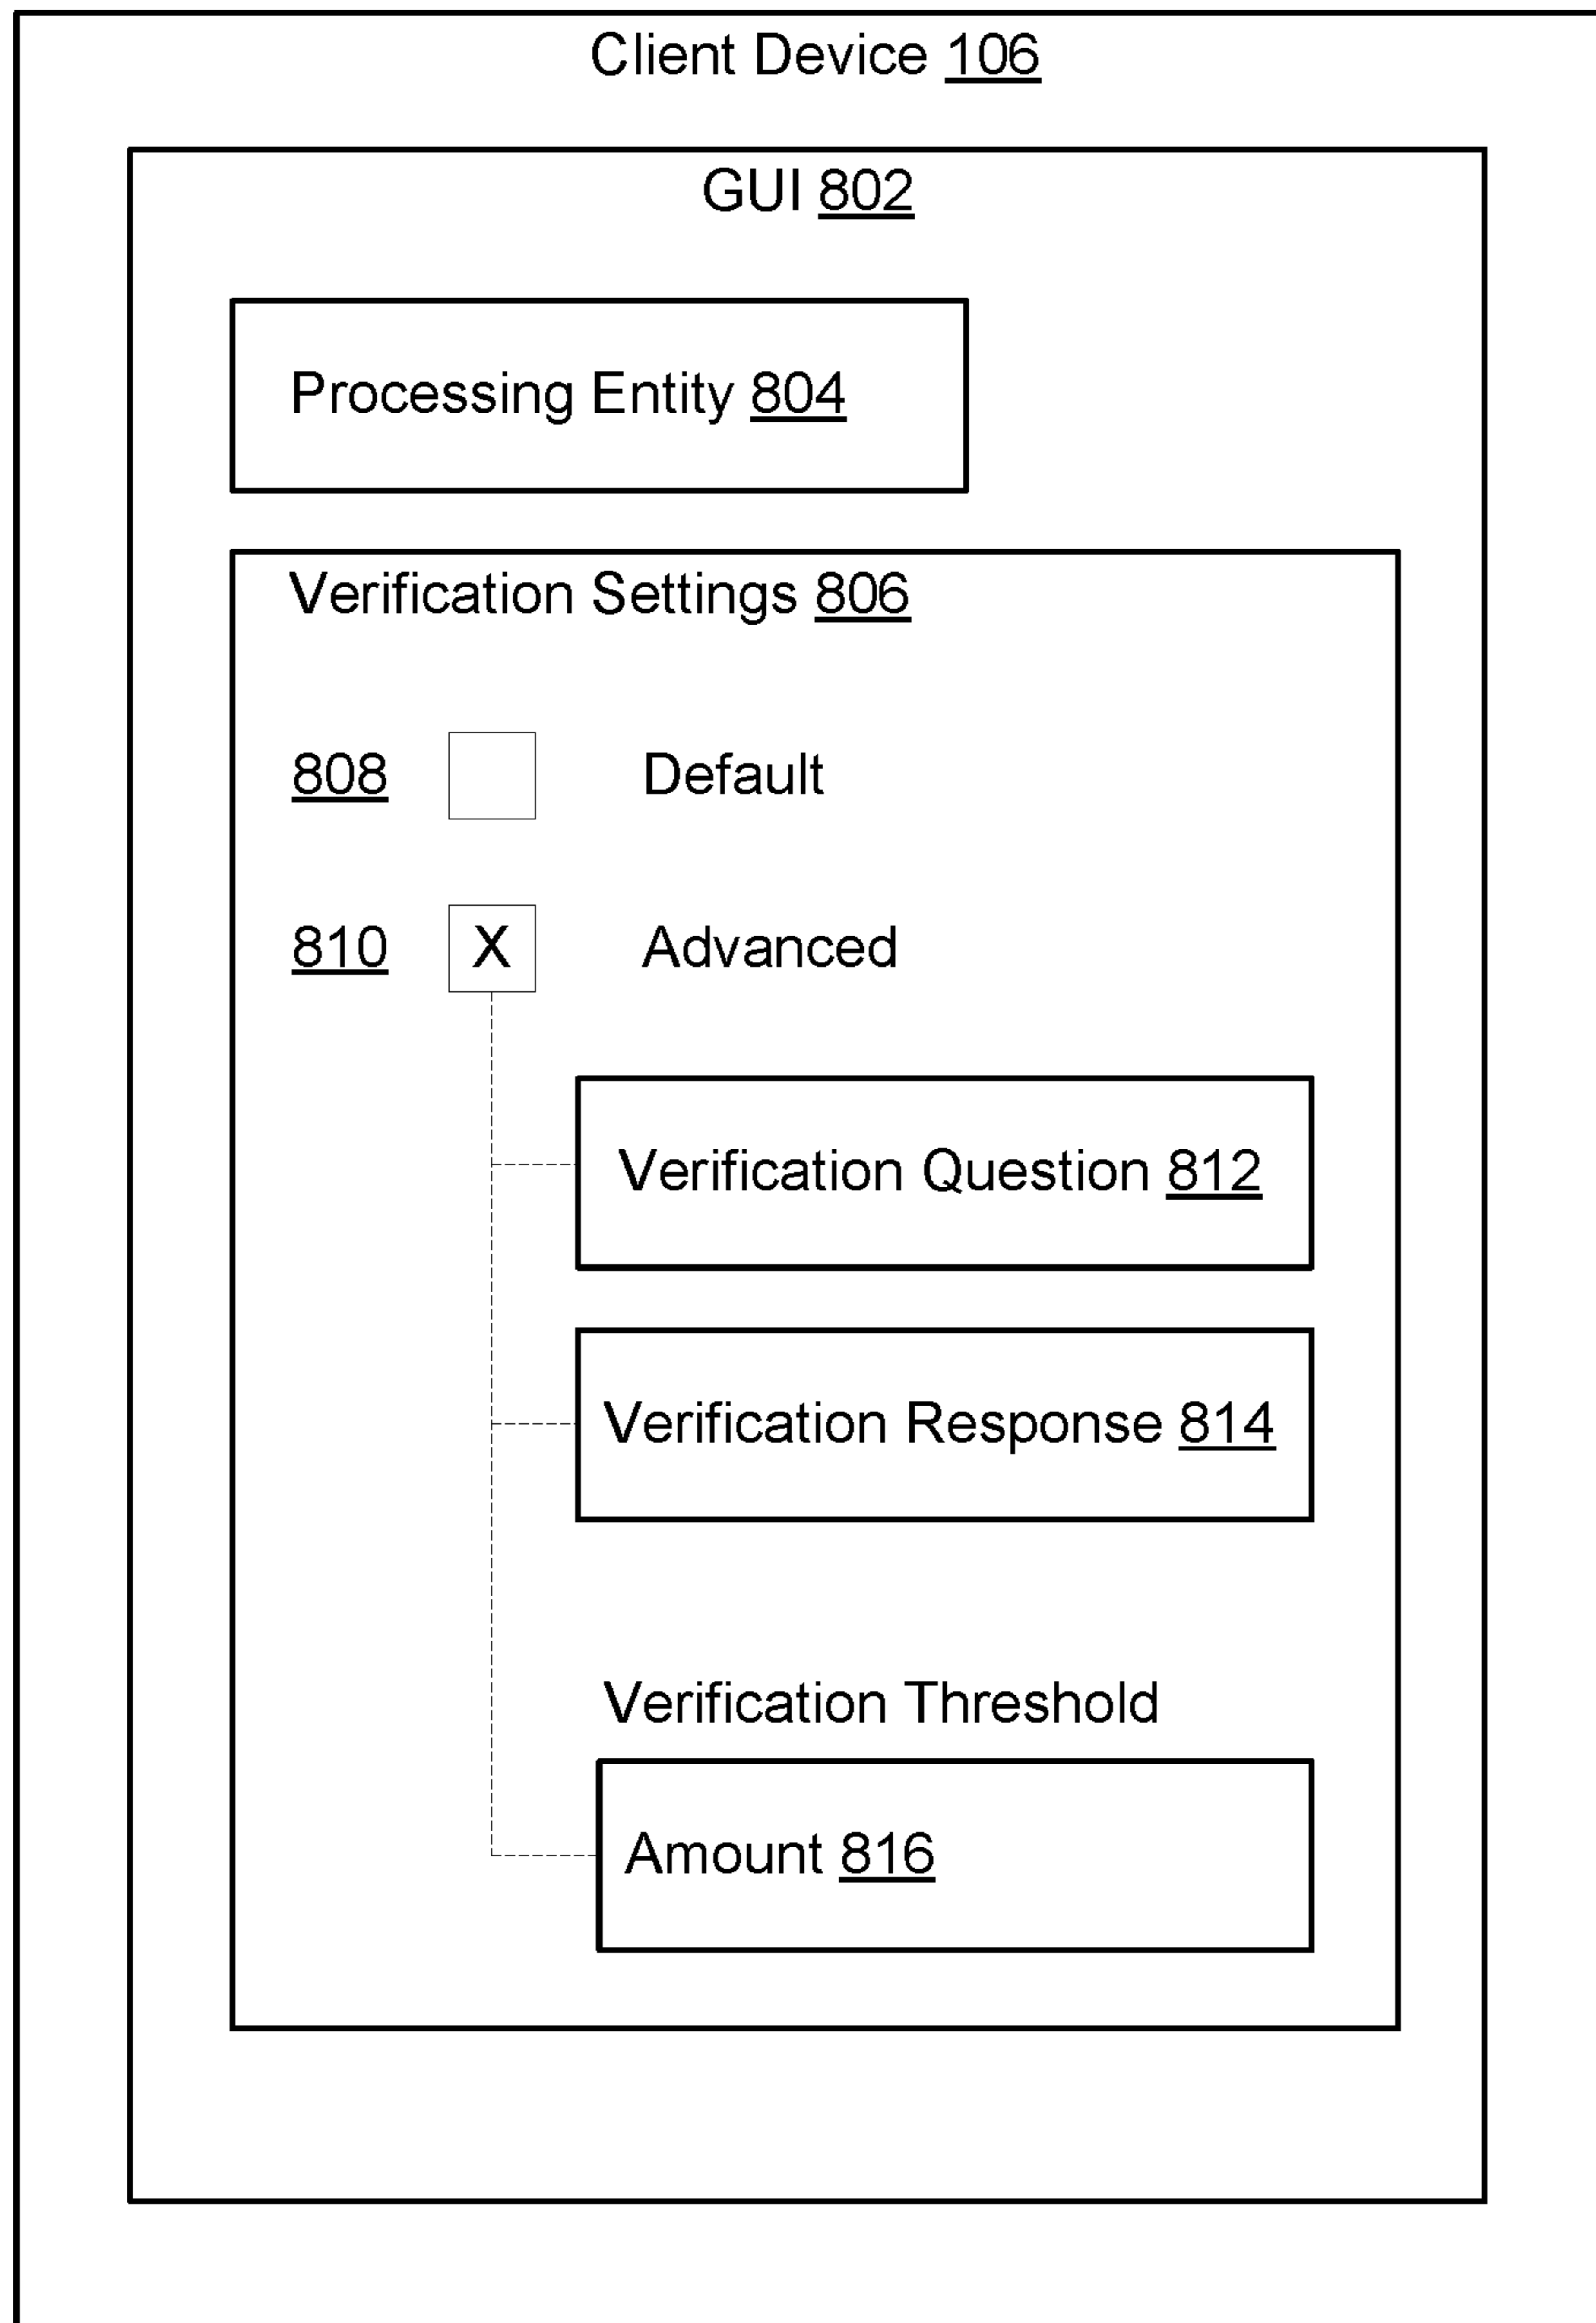 Client Device 106
GUI 802
Processing Entity 804
Verification Settings 806
808 Default
810 X Advanced
Verification Question 812
Verification Response 814
Verification Threshold
Amount 816